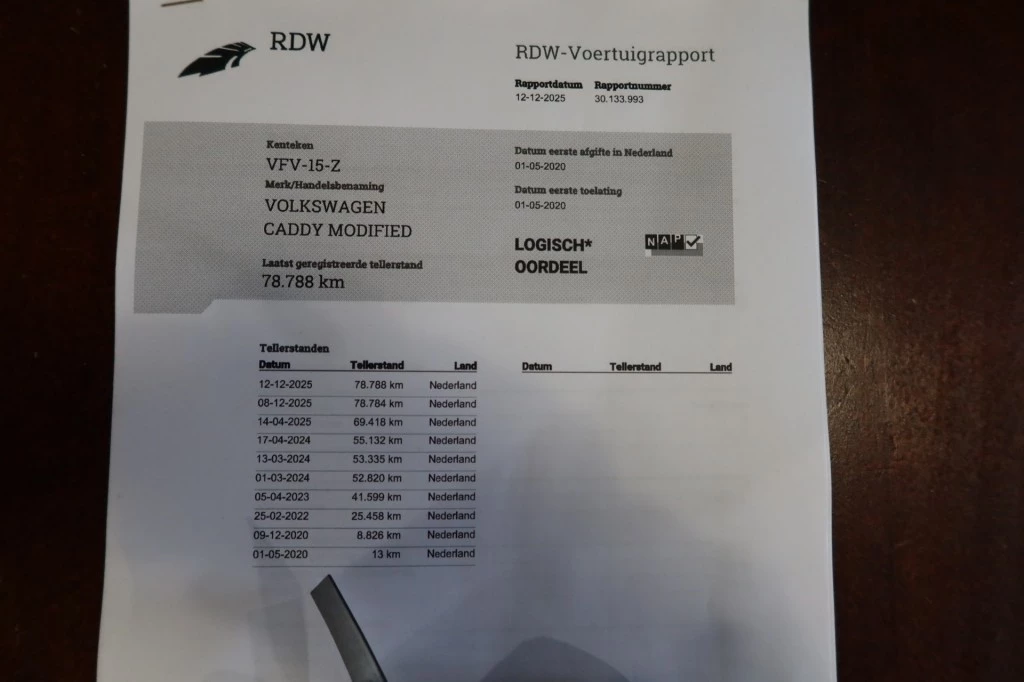 RDW
RDW-Voertuigrapport
Rapportdatum Rapportnummer
12-12-2025 30.133.993
Kenteken
VFV-15-Z
Merk/Handelsbenaming
VOLKSWAGEN
CADDY MODIFIED
Laatst geregistreerde tellerstand
78.788 km
Datum eerste afgifte in Nederland
01-05-2020
Datum eerste toelating
01-05-2020
LOGISCH*
OORDEEL
NAP
Tellerstanden
Datum Tellerstand Land
12-12-2025 78.788 km Nederland
08-12-2025 78.784 km Nederland
14-04-2025 69.418 km Nederland
17-04-2024 55.132 km Nederland
13-03-2024 53.335 km Nederland
01-03-2024 52.820 km Nederland
05-04-2023 41.599 km Nederland
25-02-2022 25.458 km Nederland
09-12-2020 8.826 km Nederland
01-05-2020 13 km Nederland
Datum Tellerstand Land